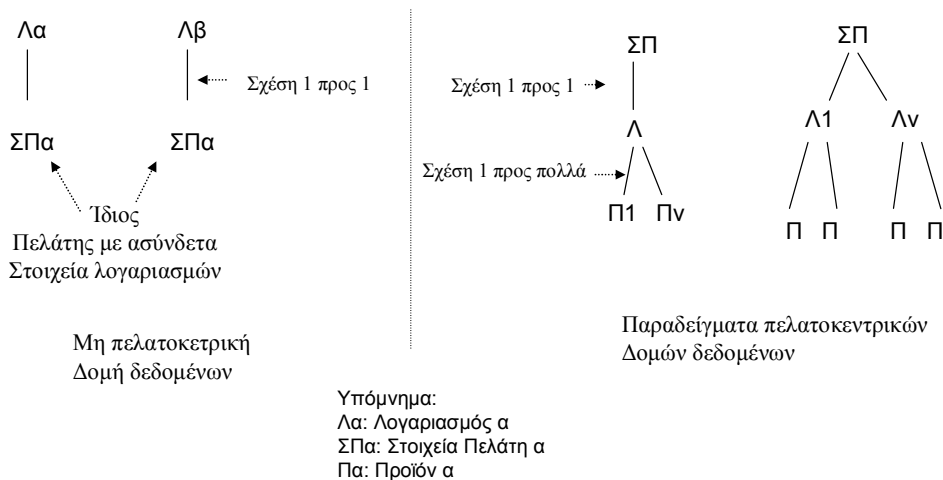 Λα
Λβ
Σχέση 1 προς 1
ΣΠα
ΣΠα
Ίδιος
Πελάτης με ασύνδετα
Στοιχεία λογαριασμών
Μη πελατοκετρική
Δομή δεδομένων
ΣΠ
Σχέση 1 προς 1
Λ
Σχέση 1 προς πολλά
Π1 Πν
ΣΠ
Λ1
Λν
Π Π Π Π
Παραδείγματα πελατοκεντρικών
Δομών δεδομένων
Υπόμνημα:
Λα: Λογαριασμός α
ΣΠα: Στοιχεία Πελάτη α
Πα: Προϊόν α